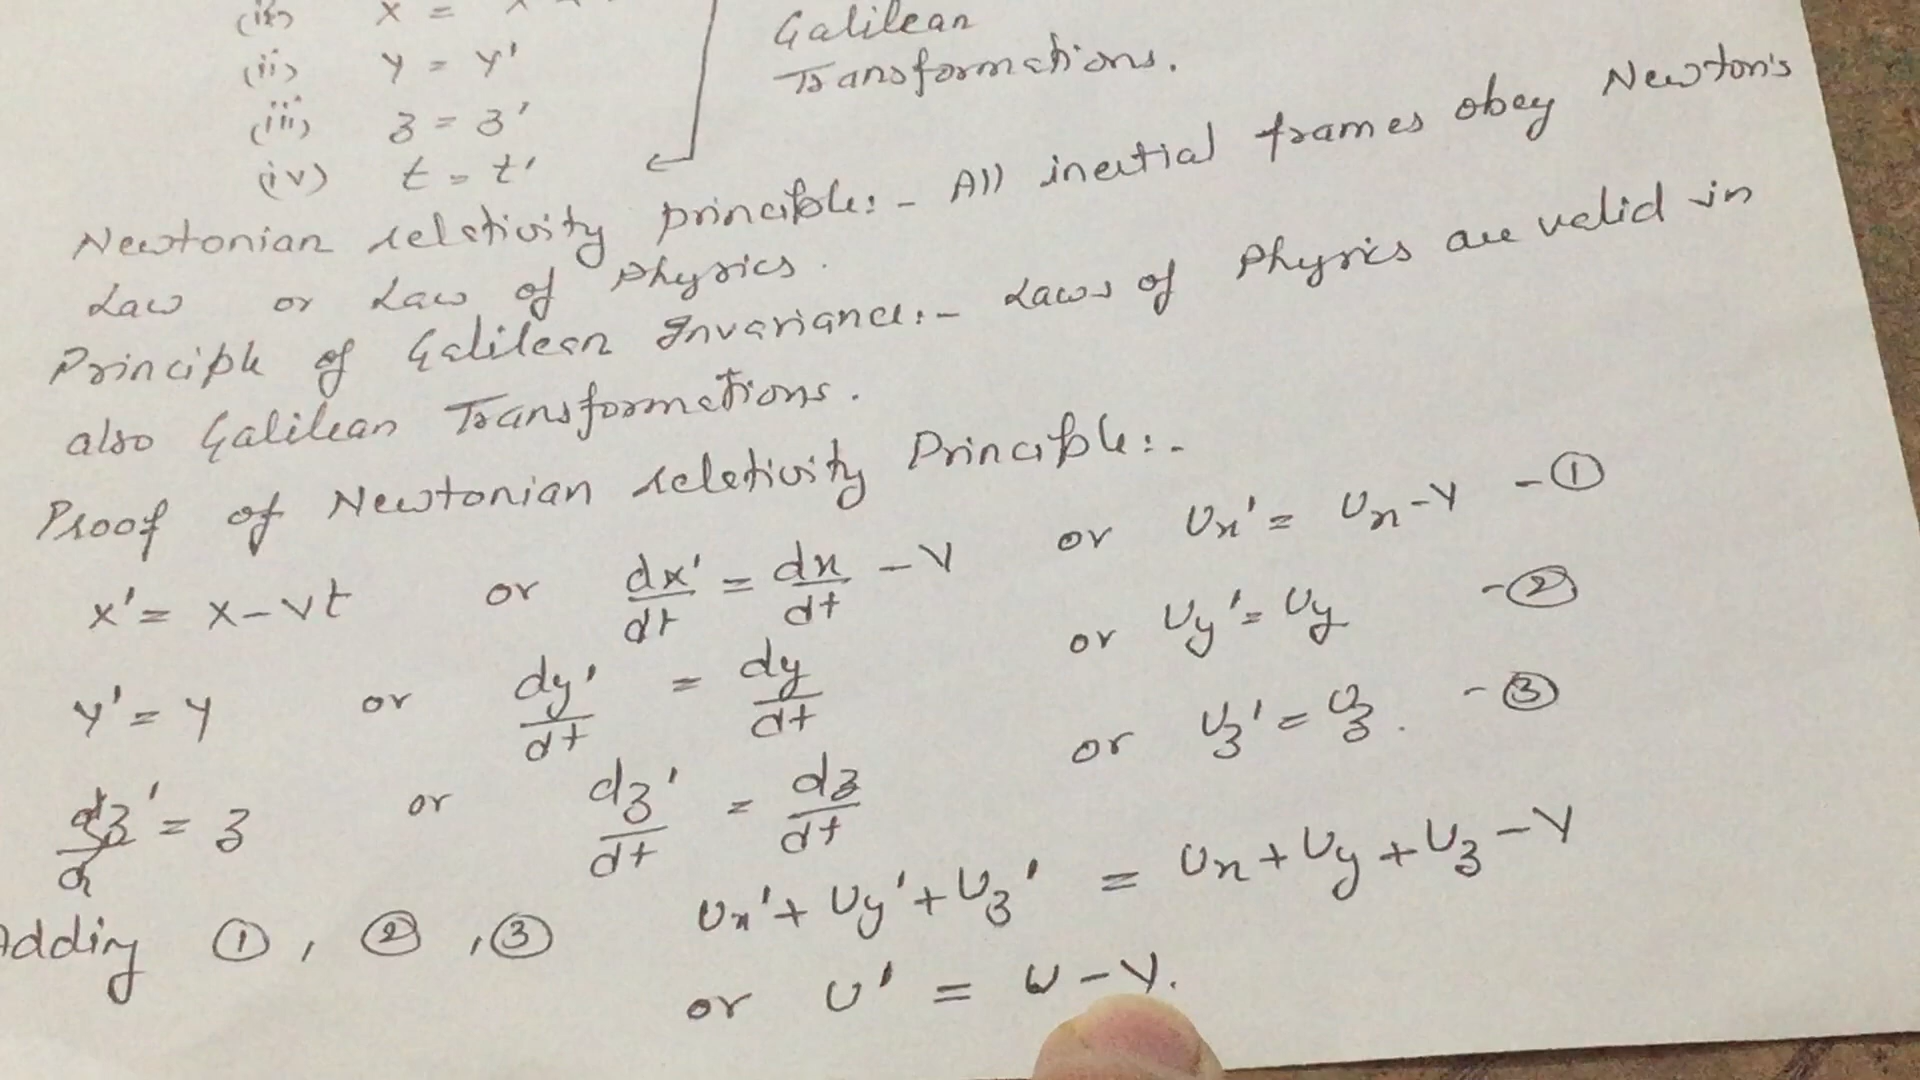 (i) x =
Galilean
(ii) y = y'
Transformations.
(iii) z = z'
(iv) t = t'
Newtonian relativity principle:- All inertial frames obey Newton's
Law or Law of Physics.
Principle of Galilean Invariance:- Laws of Physics are valid in
also Galilean Transformations.
Proof of Newtonian relativity Principle:-
x' = x-vt or dx'/dt = dx/dt - v or Ux' = Ux-v -①
y' = y or dy'/dt = dy/dt or Uy' = Uy -②
z' = z or dz'/dt = dz/dt or Uz' = Uz. -③
Adding ①, ②, ③ Ux'+Uy'+Uz' = Ux+Uy+Uz-v
or U' = U-v.